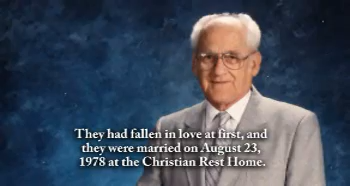 They had fallen in love at first, and
they were married on August 23,
1978 at the Christian Rest Home.